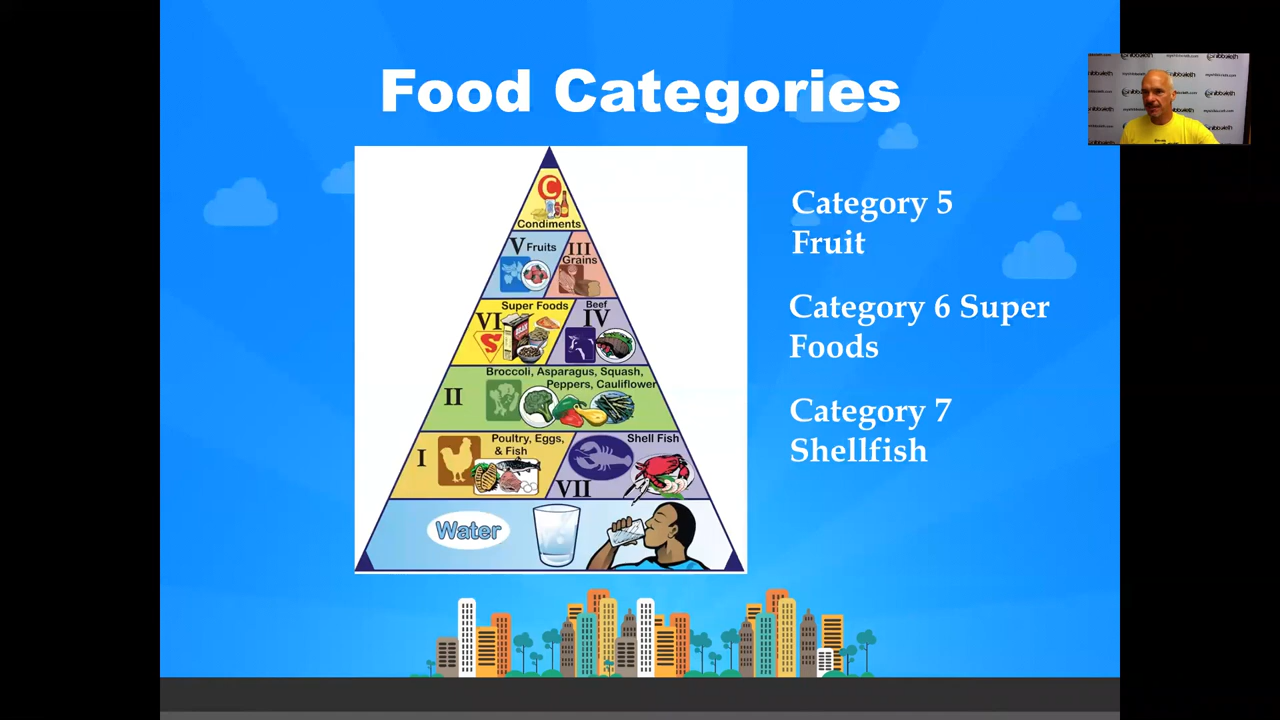 Food Categories
C
Condiments
V Fruits
III
Grains
Super Foods
VI
S
Beef
IV
Broccoli, Asparagus, Squash,
Peppers, Cauliflower
II
Poultry, Eggs,
& Fish
I
Shell Fish
VII
Water
Category 5
Fruit
Category 6 Super
Foods
Category 7
Shellfish